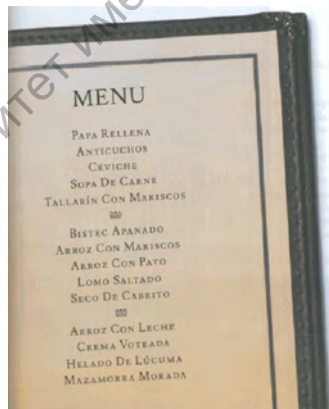 MENU
PAPA RELLENA
ANTICUCHOS
CEVICHE
SOPA DE CARNE
TALLARÍN CON MARISCOS
BISTEC APANADO
ARROZ CON MARISCOS
ARROZ CON PATO
LOMO SALTADO
SECO DE CABRITO
ARROZ CON LECHE
CREMA VOLTEADA
HELADO DE LÚCUMA
MAZAMORRA MORADA